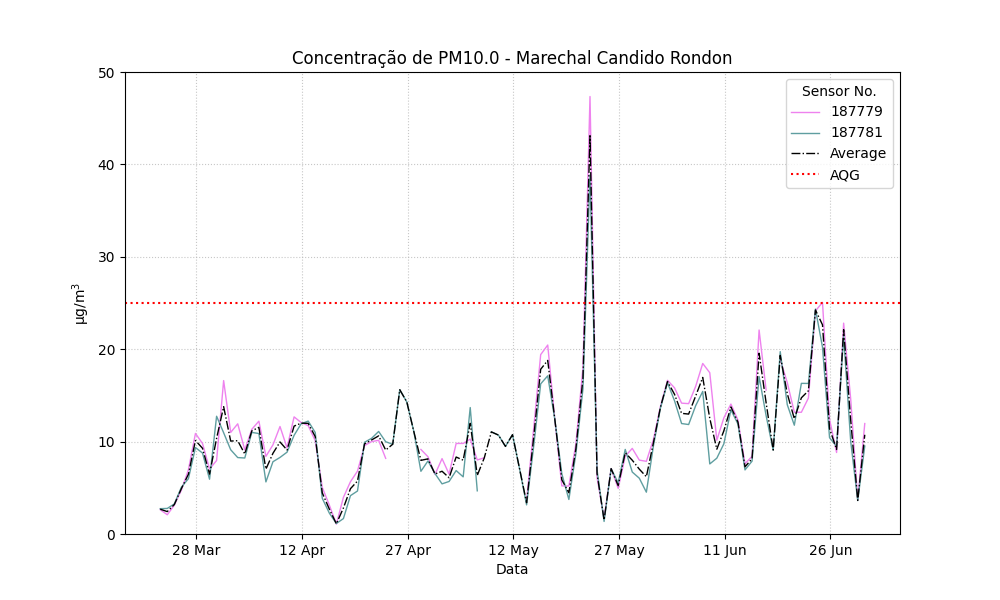 Concentração de PM10.0 - Marechal Candido Rondon
50
40
30
20
10
0
µg/m³
28 Mar
12 Apr
27 Apr
12 May
27 May
11 Jun
26 Jun
Data
Sensor No.
187779
187781
Average
AQG